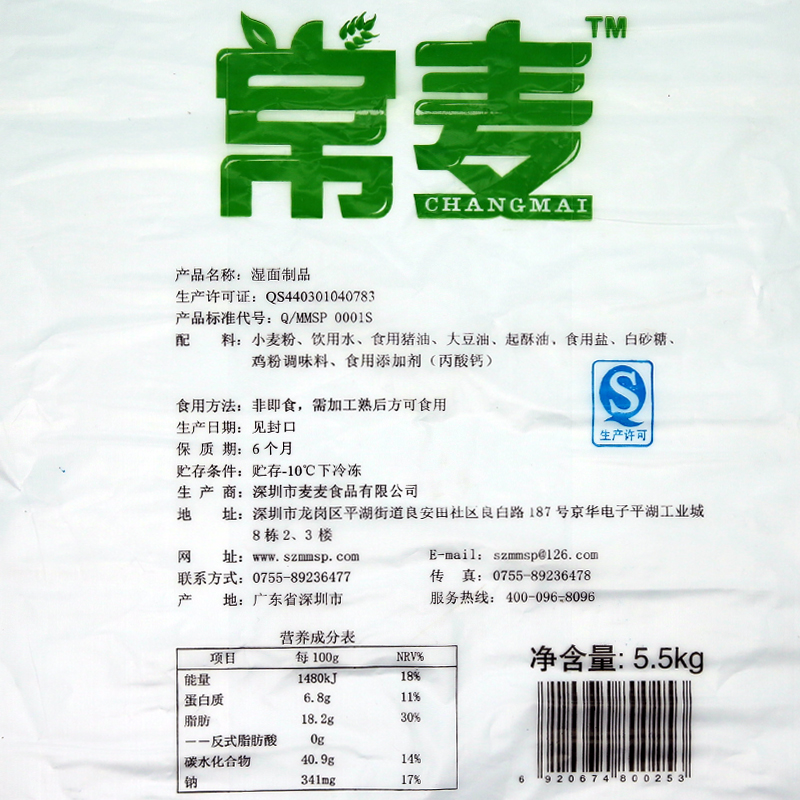 常麦 TM
CHANGMAI
产品名称：湿面制品
生产许可证：QS440301040783
产品标准代号：Q/MMSP 0001S
配 料：小麦粉、饮用水、食用猪油、大豆油、起酥油、食用盐、白砂糖、
鸡粉调味料、食用添加剂（丙酸钙）
QS
生产许可
食用方法：非即食，需加工熟后方可食用
生产日期：见封口
保 质 期：6个月
贮存条件：贮存-10℃下冷冻
生 产 商：深圳市麦麦食品有限公司
地 址：深圳市龙岗区平湖街道良安田社区良白路187号京华电子平湖工业城
8栋2、3楼
网 址：www.szmmsp.com E-mail：szmmsp@126.com
联系方式：0755-89236477 传 真：0755-89236478
产 地：广东省深圳市 服务热线：400-096-8096
营养成分表
项目 每100g NRV%
能量 1480kJ 18%
蛋白质 6.8g 11%
脂肪 18.2g 30%
——反式脂肪酸 0g
碳水化合物 40.9g 14%
钠 341mg 17%
净含量: 5.5kg
6 920674 800253